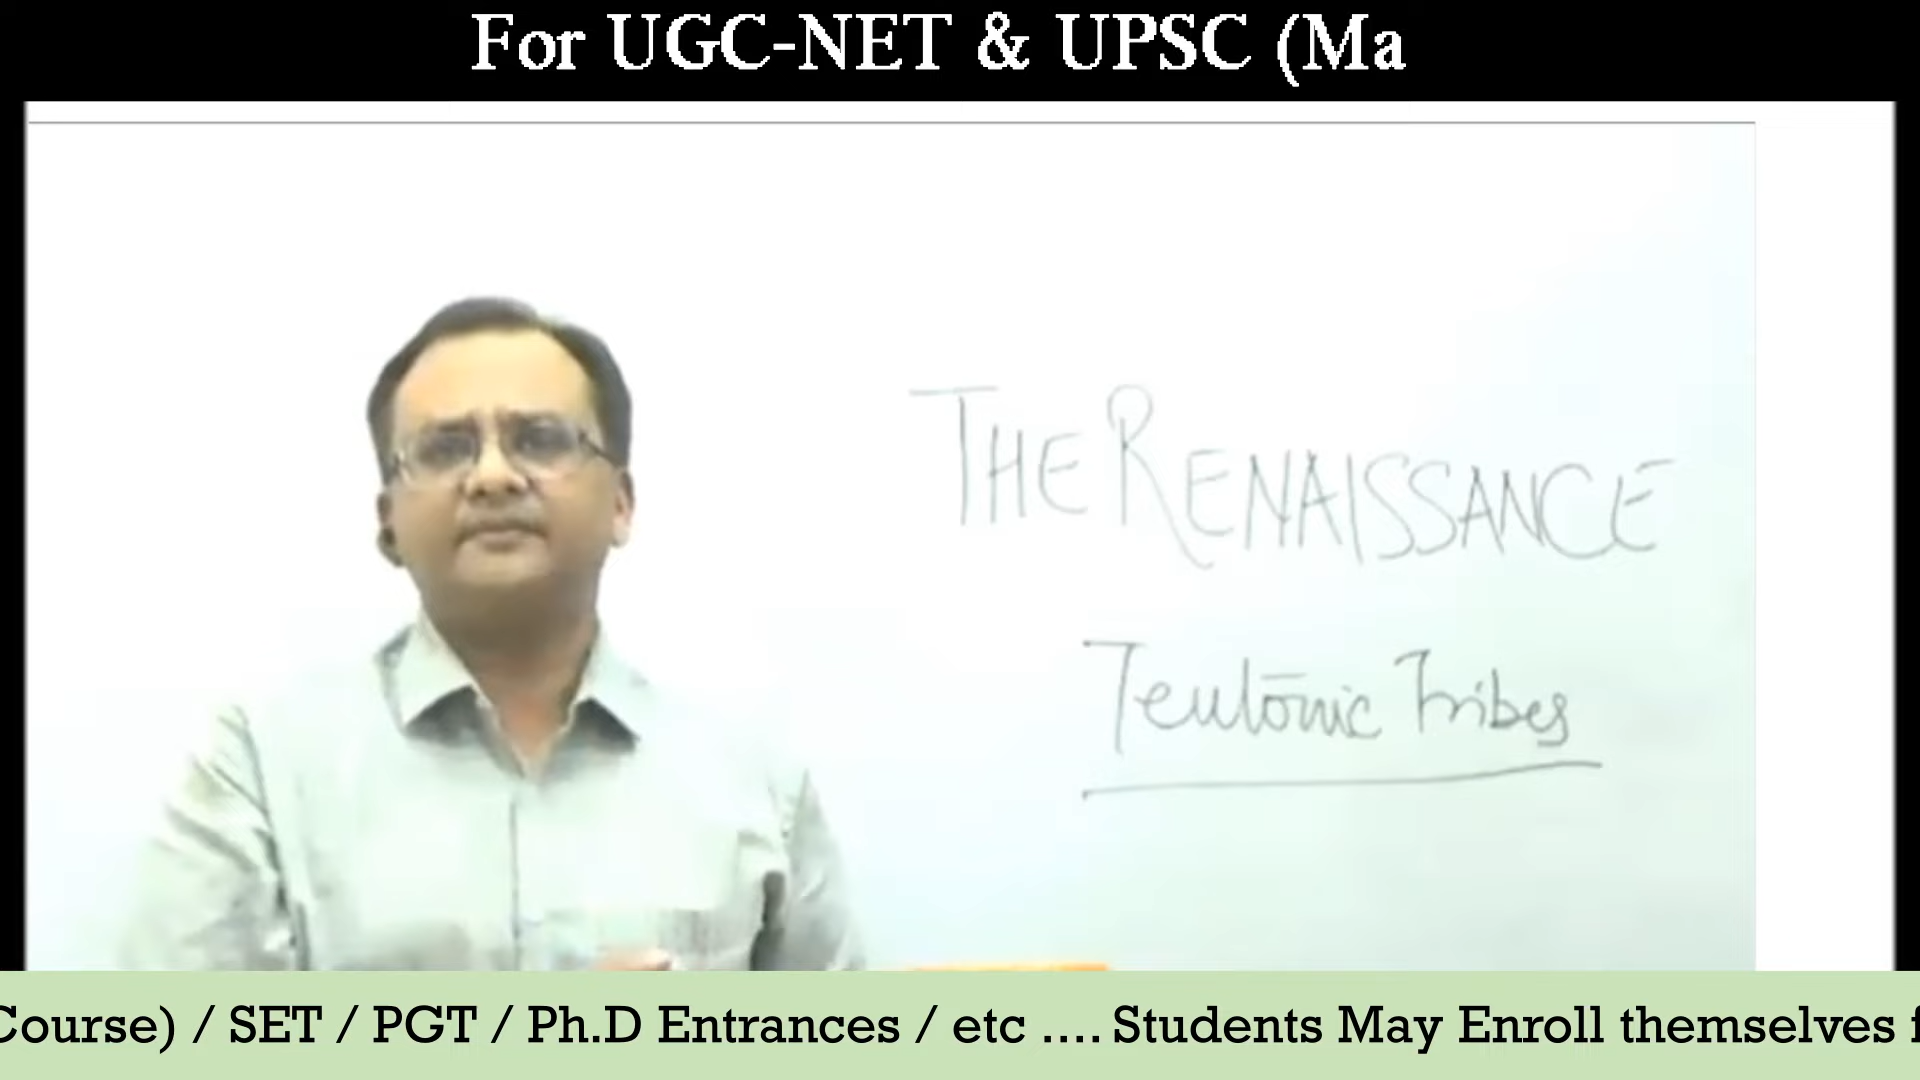 For UGC-NET & UPSC (Ma
THE RENAISSANCE
Teutonic Tribes
Course) / SET / PGT / Ph.D Entrances / etc .... Students May Enroll themselves f